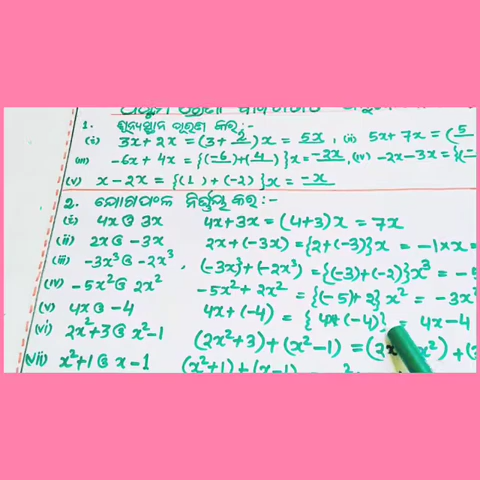 1. ଶୂନ୍ୟସ୍ଥାନ ପୂରଣ କର :-
(i) 3x + 2x = (3 + 2) x = 5x , (ii) 5x + 7x = (5
(iii) -6x + 4x = {(-6) + (4)} x = -2x , (iv) -2x - 3x = {(-
(v) x - 2x = {(1) + (-2)} x = -x
2. ଯୋଗଫଳ ନିର୍ଣ୍ଣୟ କର :-
(i) 4x ଓ 3x 4x + 3x = (4+3) x = 7x
(ii) 2x ଓ -3x 2x + (-3x) = {2 + (-3)} x = -1 × x =
(iii) -3x³ ଓ -2x³ , (-3x³) + (-2x³) = {(-3) + (-2)} x³ = -5
(iv) -5x² ଓ 2x² -5x² + 2x² = {(-5) + 2} x² = -3x²
(v) 4x ଓ -4 4x + (-4) = {4x + (-4)} = 4x - 4
(vi) 2x² + 3 ଓ x² - 1 (2x² + 3) + (x² - 1) = (2x x²) + (3
(vii) x² + 1 ଓ x - 1 (x² + 1) + (x - 1)